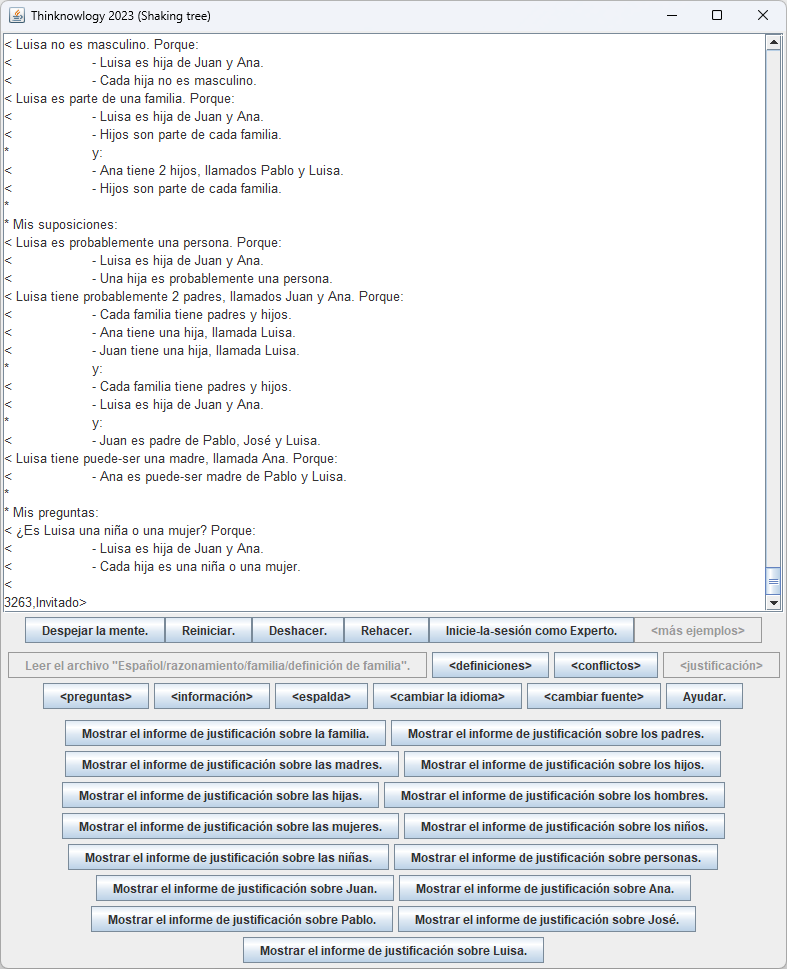 Thinknowlogy 2023 (Shaking tree)
< Luisa no es masculino. Porque:
< - Luisa es hija de Juan y Ana.
< - Cada hija no es masculino.
< Luisa es parte de una familia. Porque:
< - Luisa es hija de Juan y Ana.
< - Hijos son parte de cada familia.
* y:
< - Ana tiene 2 hijos, llamados Pablo y Luisa.
< - Hijos son parte de cada familia.
*
* Mis suposiciones:
< Luisa es probablemente una persona. Porque:
< - Luisa es hija de Juan y Ana.
< - Una hija es probablemente una persona.
< Luisa tiene probablemente 2 padres, llamados Juan y Ana. Porque:
< - Cada familia tiene padres y hijos.
< - Ana tiene una hija, llamada Luisa.
< - Juan tiene una hija, llamada Luisa.
* y:
< - Cada familia tiene padres y hijos.
< - Luisa es hija de Juan y Ana.
* y:
< - Juan es padre de Pablo, José y Luisa.
< Luisa tiene puede-ser una madre, llamada Ana. Porque:
< - Ana es puede-ser madre de Pablo y Luisa.
*
* Mis preguntas:
< ¿Es Luisa una niña o una mujer? Porque:
< - Luisa es hija de Juan y Ana.
< - Cada hija es una niña o una mujer.
<
3263,Invitado>
Despejar la mente. Reiniciar. Deshacer. Rehacer. Inicie-la-sesión como Experto. <más ejemplos>
Leer el archivo "Español/razonamiento/familia/definición de familia". <definiciones> <conflictos> <justificación>
<preguntas> <información> <espalda> <cambiar la idioma> <cambiar fuente> Ayudar.
Mostrar el informe de justificación sobre la familia. Mostrar el informe de justificación sobre los padres.
Mostrar el informe de justificación sobre las madres. Mostrar el informe de justificación sobre los hijos.
Mostrar el informe de justificación sobre las hijas. Mostrar el informe de justificación sobre los hombres.
Mostrar el informe de justificación sobre las mujeres. Mostrar el informe de justificación sobre los niños.
Mostrar el informe de justificación sobre las niñas. Mostrar el informe de justificación sobre personas.
Mostrar el informe de justificación sobre Juan. Mostrar el informe de justificación sobre Ana.
Mostrar el informe de justificación sobre Pablo. Mostrar el informe de justificación sobre José.
Mostrar el informe de justificación sobre Luisa.